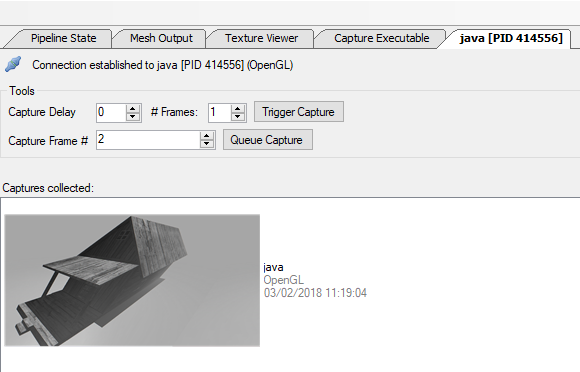 Pipeline State Mesh Output Texture Viewer Capture Executable java [PID 414556]
Connection established to java [PID 414556] (OpenGL)
Tools
Capture Delay 0 # Frames: 1 Trigger Capture
Capture Frame # 2 Queue Capture
Captures collected:
java
OpenGL
03/02/2018 11:19:04